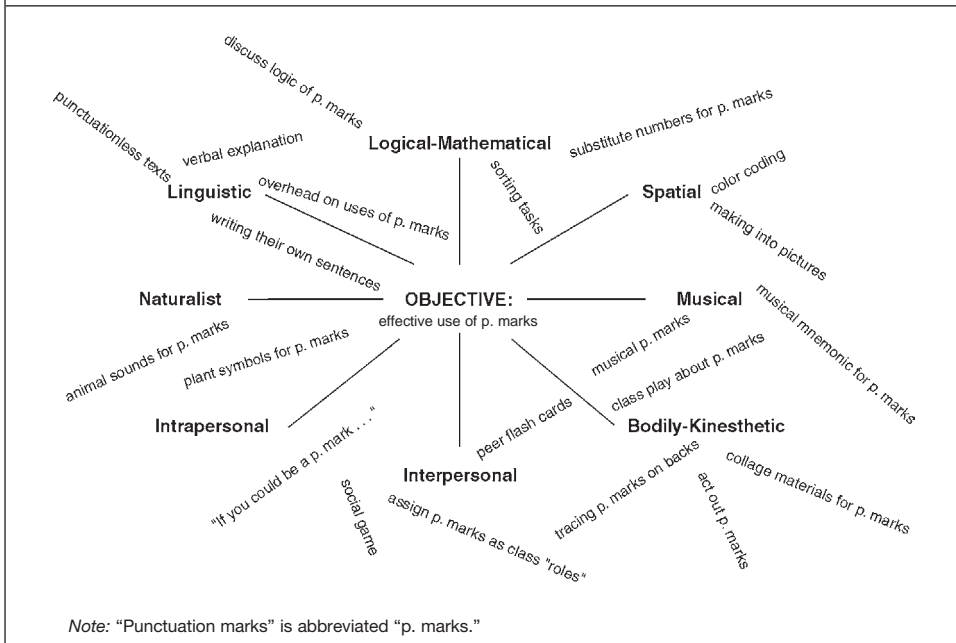 discuss logic of p. marks
punctuationless texts
verbal explanation
Logical-Mathematical
substitute numbers for p. marks
Linguistic
overhead on uses of p. marks
sorting tasks
Spatial
color coding
writing their own sentences
making into pictures
Naturalist
OBJECTIVE:
effective use of p. marks
Musical
musical mnemonic for p. marks
animal sounds for p. marks
plant symbols for p. marks
musical p. marks
class play about p. marks
Intrapersonal
"If you could be a p. mark . . ."
peer flash cards
Bodily-Kinesthetic
Interpersonal
social game
assign p. marks as class "roles"
tracing p. marks on backs
act out p. marks
collage materials for p. marks
Note: “Punctuation marks” is abbreviated “p. marks.”